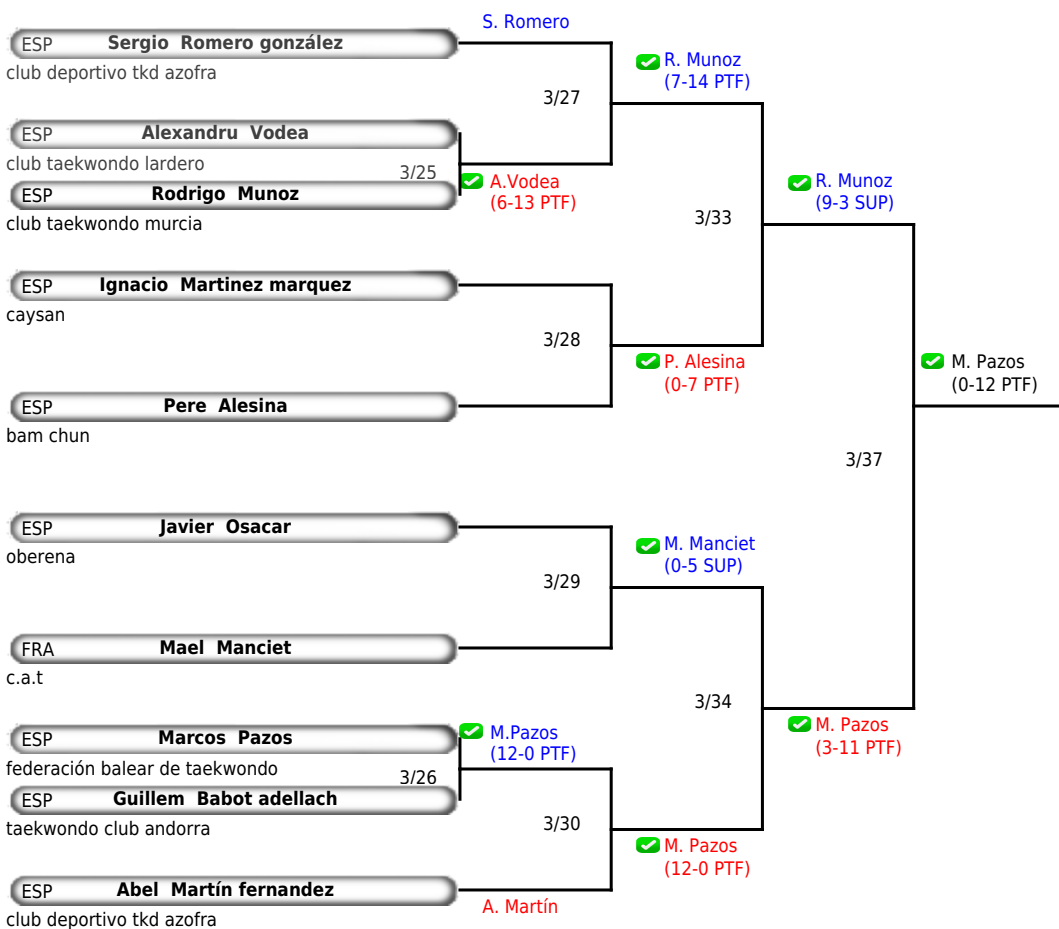 S. Romero
ESP Sergio Romero gonzález
club deportivo tkd azofra
R. Munoz
(7-14 PTF)
3/27
ESP Alexandru Vodea
club taekwondo lardero
3/25
A.Vodea
(6-13 PTF)
ESP Rodrigo Munoz
club taekwondo murcia
R. Munoz
(9-3 SUP)
3/33
ESP Ignacio Martinez marquez
caysan
3/28
P. Alesina
(0-7 PTF)
M. Pazos
(0-12 PTF)
ESP Pere Alesina
bam chun
3/37
ESP Javier Osacar
oberena
M. Manciet
(0-5 SUP)
3/29
FRA Mael Manciet
c.a.t
3/34
M. Pazos
(3-11 PTF)
ESP Marcos Pazos
federación balear de taekwondo
M.Pazos
(12-0 PTF)
3/26
ESP Guillem Babot adellach
taekwondo club andorra
3/30
M. Pazos
(12-0 PTF)
ESP Abel Martín fernandez
club deportivo tkd azofra
A. Martín